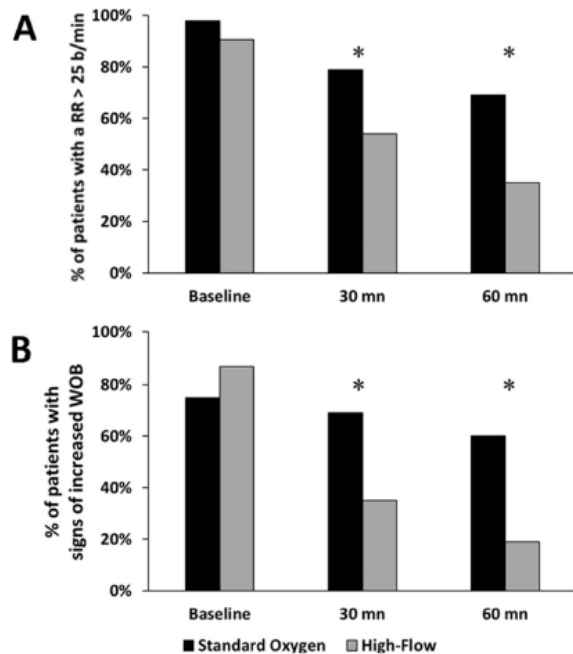 A
% of patients with a RR > 25 b/min
100%
80%
60%
40%
20%
0%
*
*
Baseline
30 mn
60 mn
B
% of patients with
signs of increased WOB
100%
80%
60%
40%
20%
0%
*
*
Baseline
30 mn
60 mn
Standard Oxygen
High-Flow